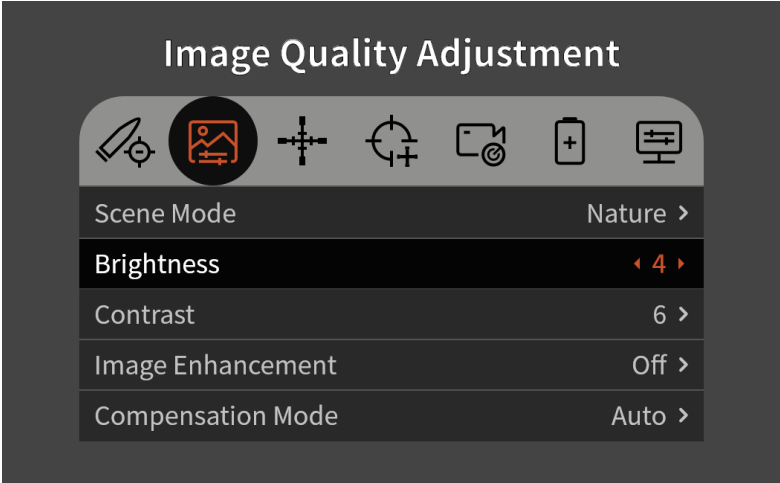 Image Quality Adjustment
Scene Mode Nature
Brightness 4
Contrast 6
Image Enhancement Off
Compensation Mode Auto